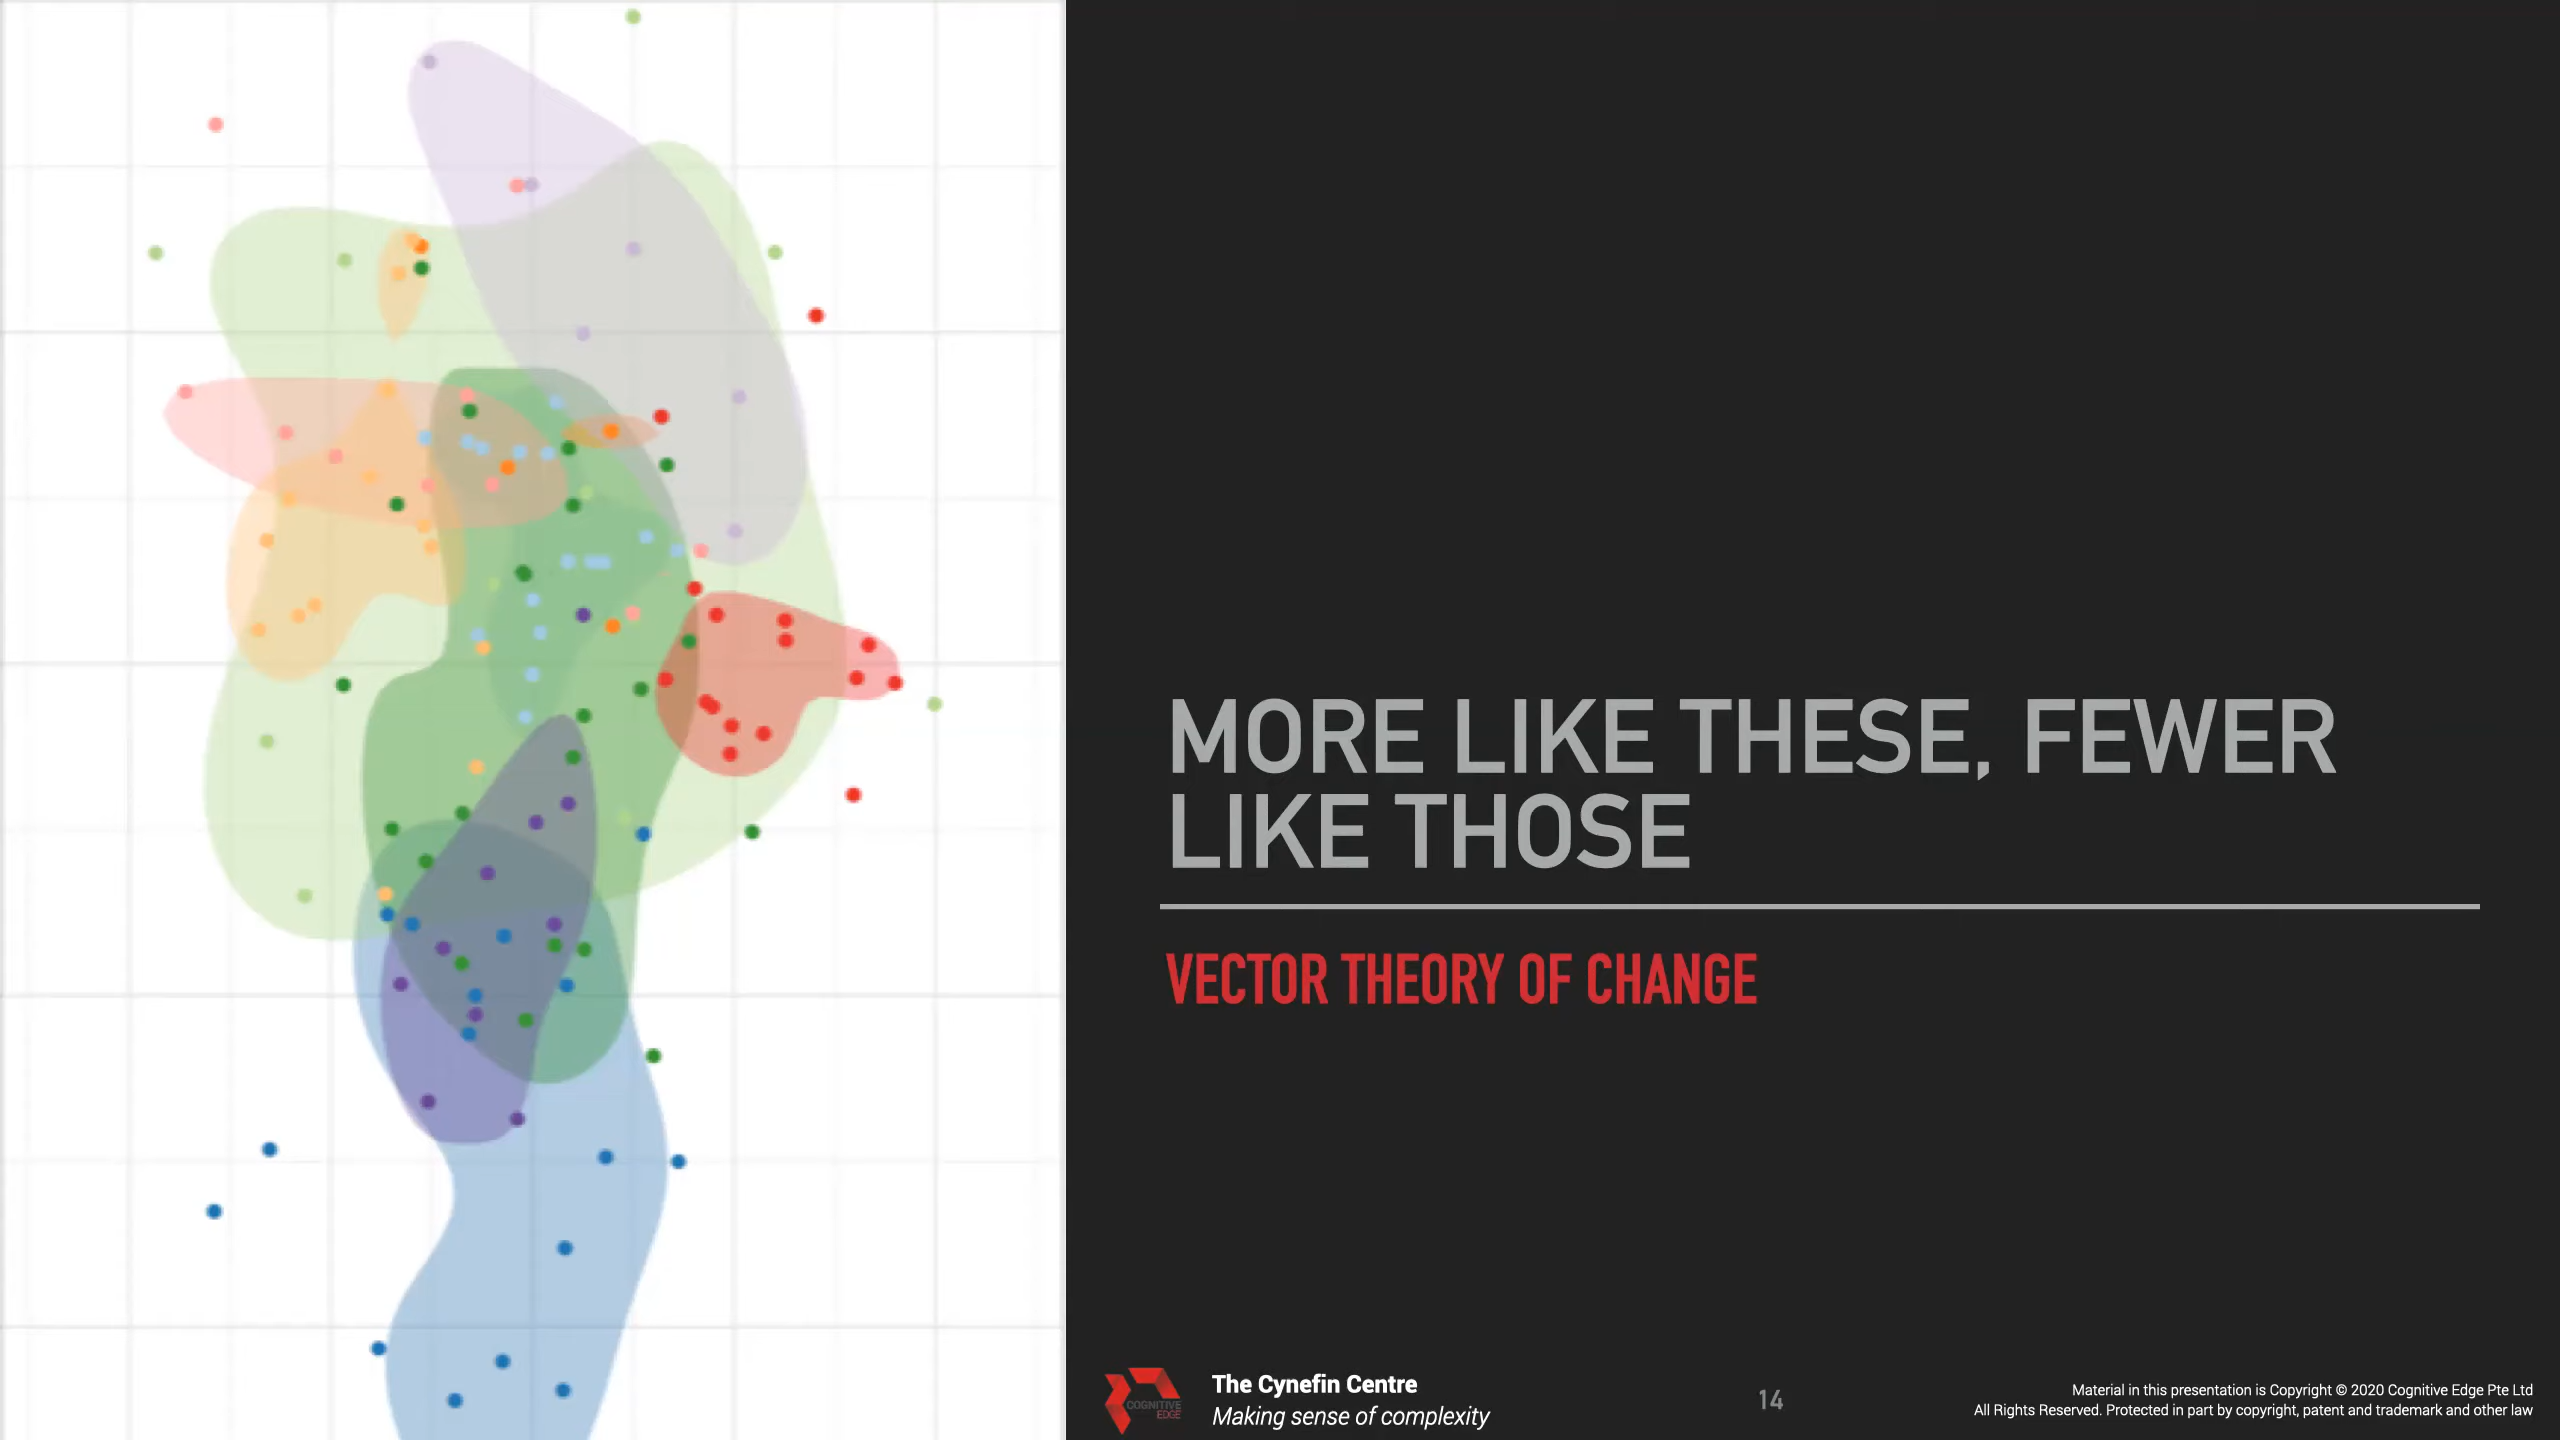 MORE LIKE THESE, FEWER
LIKE THOSE
VECTOR THEORY OF CHANGE
COGNITIVE
EDGE
The Cynefin Centre
Making sense of complexity
14
Material in this presentation is Copyright © 2020 Cognitive Edge Pte Ltd
All Rights Reserved. Protected in part by copyright, patent and trademark and other law